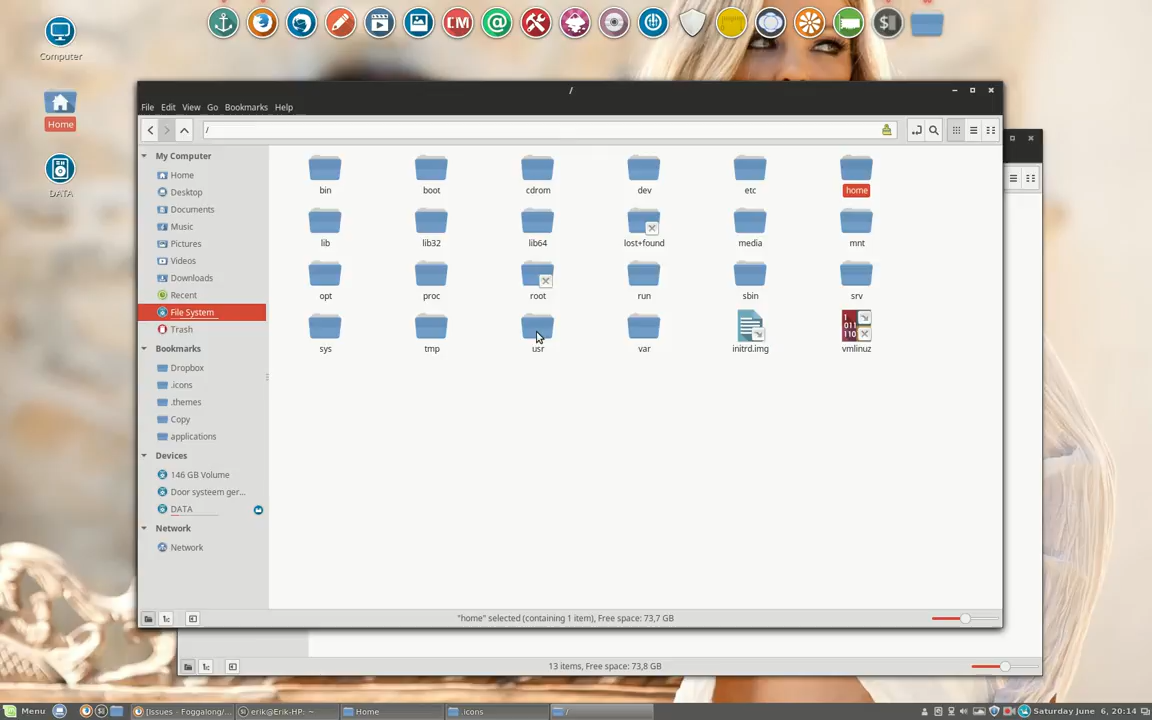 CM
@
$
Computer
Home
DATA
/
File Edit View Go Bookmarks Help
/
My Computer
Home
Desktop
Documents
Music
Pictures
Videos
Downloads
Recent
File System
Trash
Bookmarks
Dropbox
.icons
.themes
Copy
applications
Devices
146 GB Volume
Door systeem ger...
DATA
Network
Network
bin boot cdrom dev etc home
lib lib32 lib64 lost+found media mnt
opt proc root run sbin srv
sys tmp usr var initrd.img vmlinuz
1
011
110
"home" selected (containing 1 item), Free space: 73,7 GB
13 items, Free space: 73,8 GB
Menu [Issues - Foggalong/... erik@Erik-HP: ~ Home .icons / Saturday June 6, 20:14